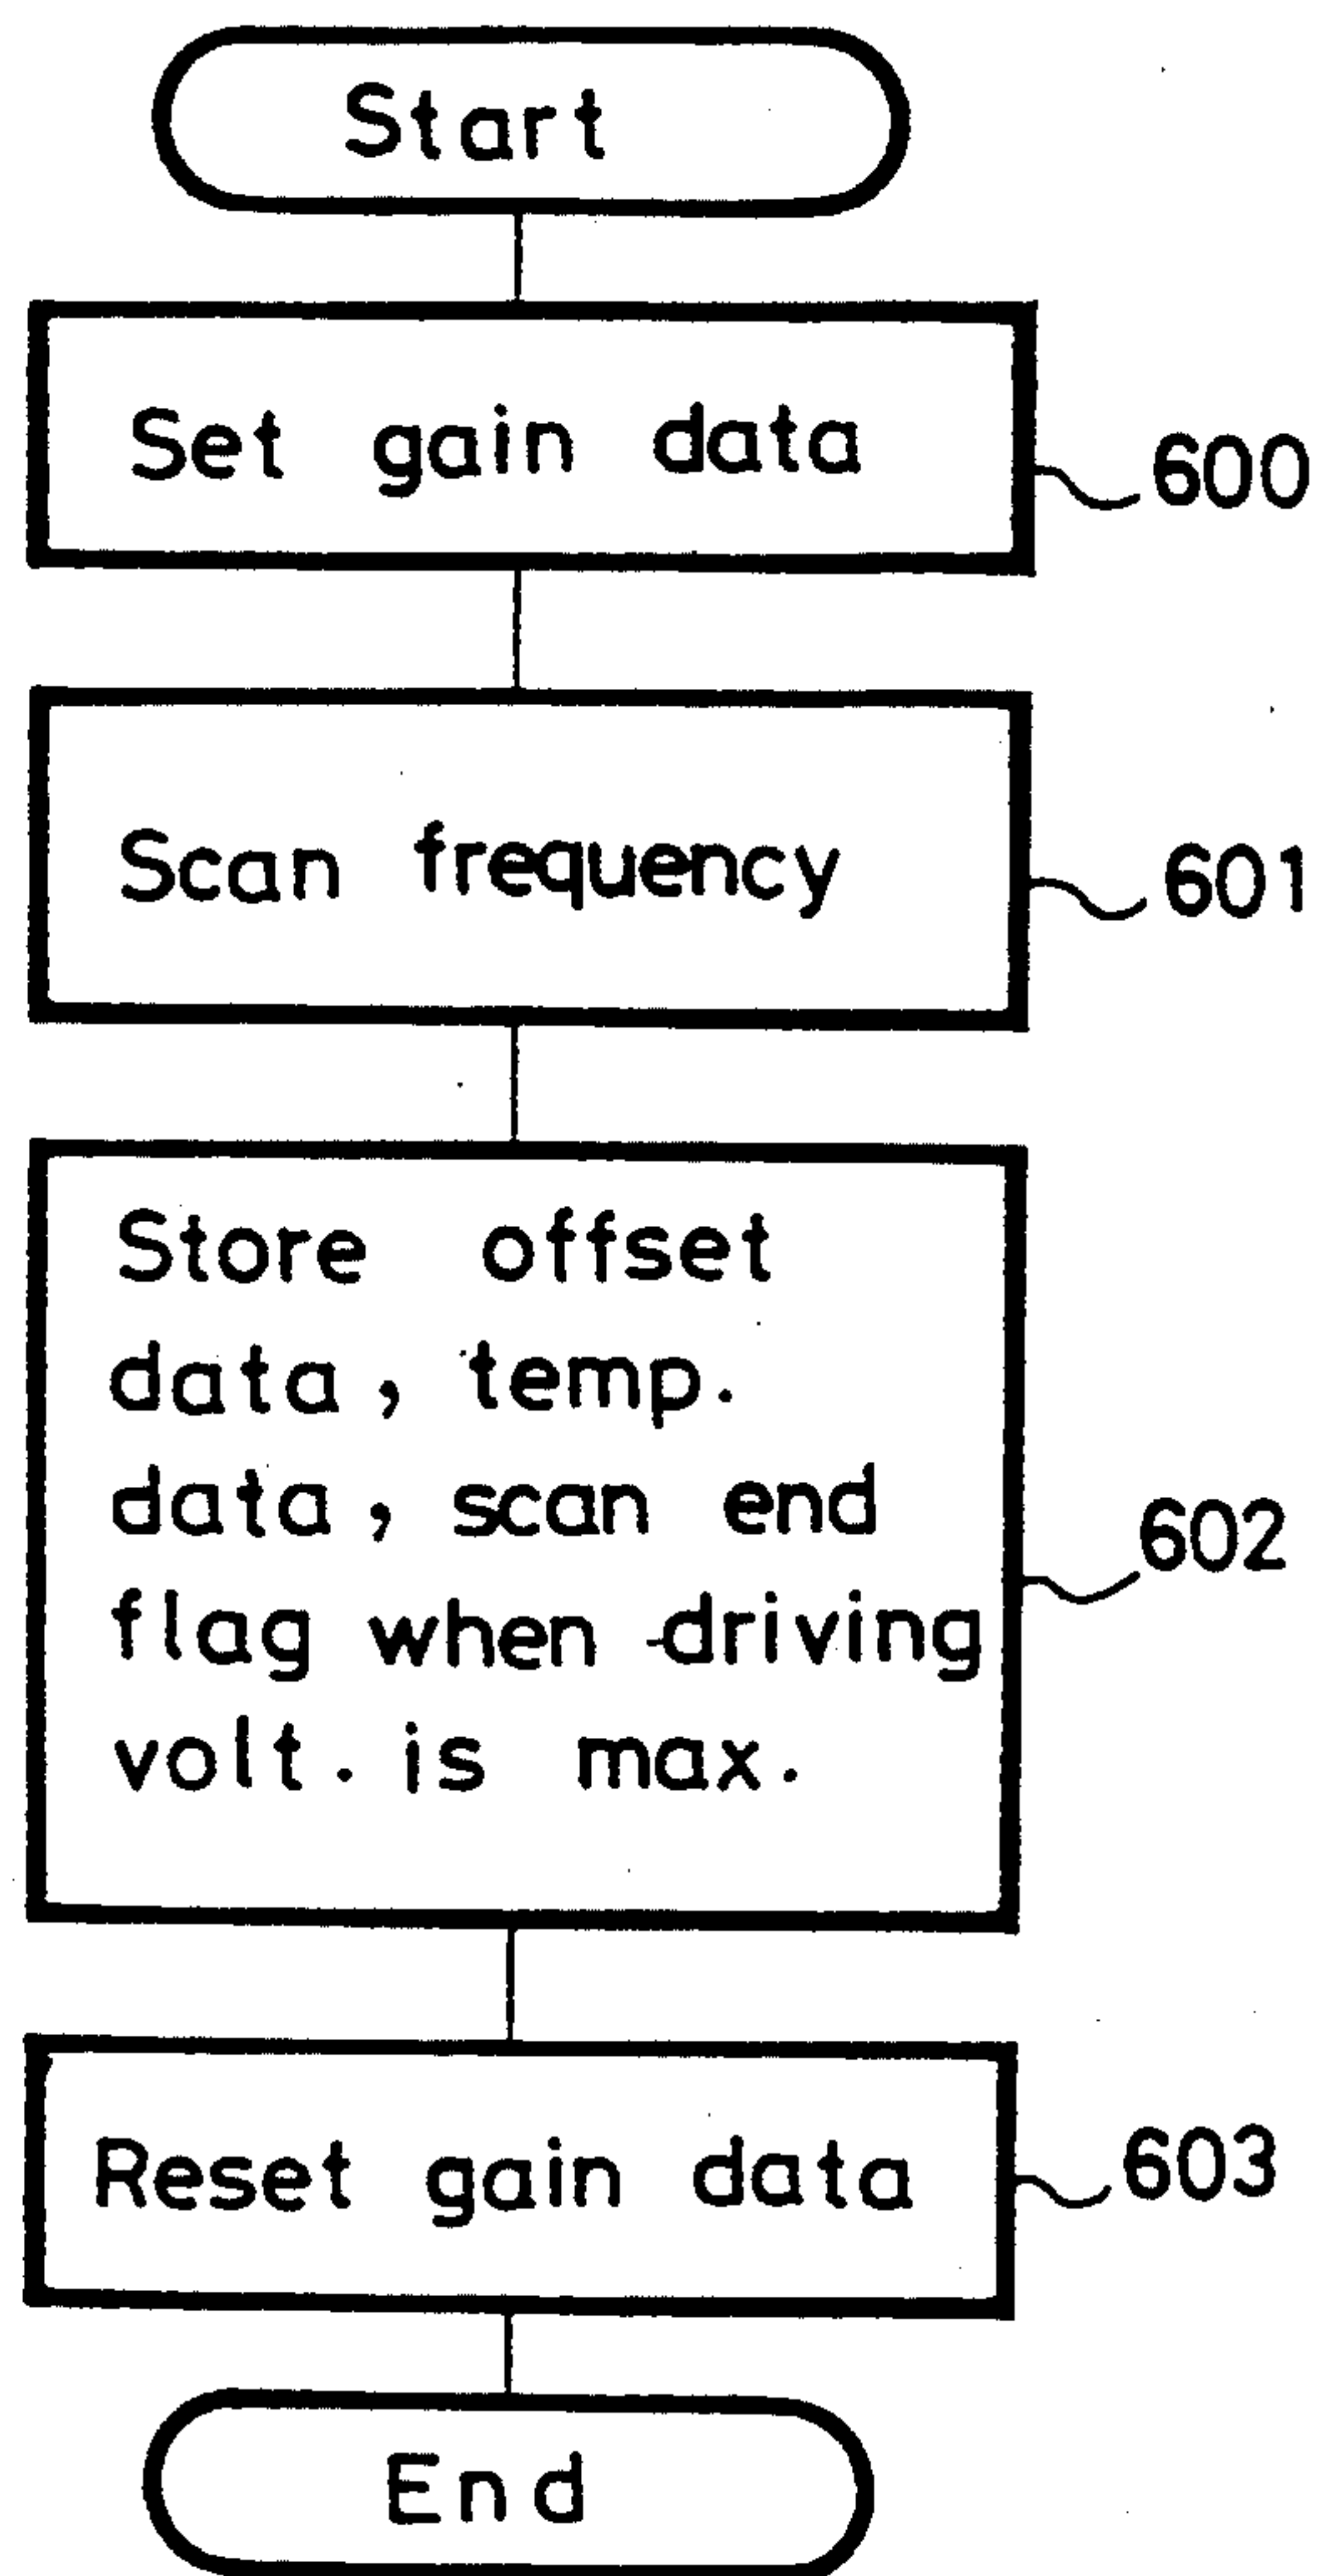 Start
Set gain data
600
Scan frequency
601
Store offset
data, temp.
data, scan end
flag when driving
volt. is max.
602
Reset gain data
603
End